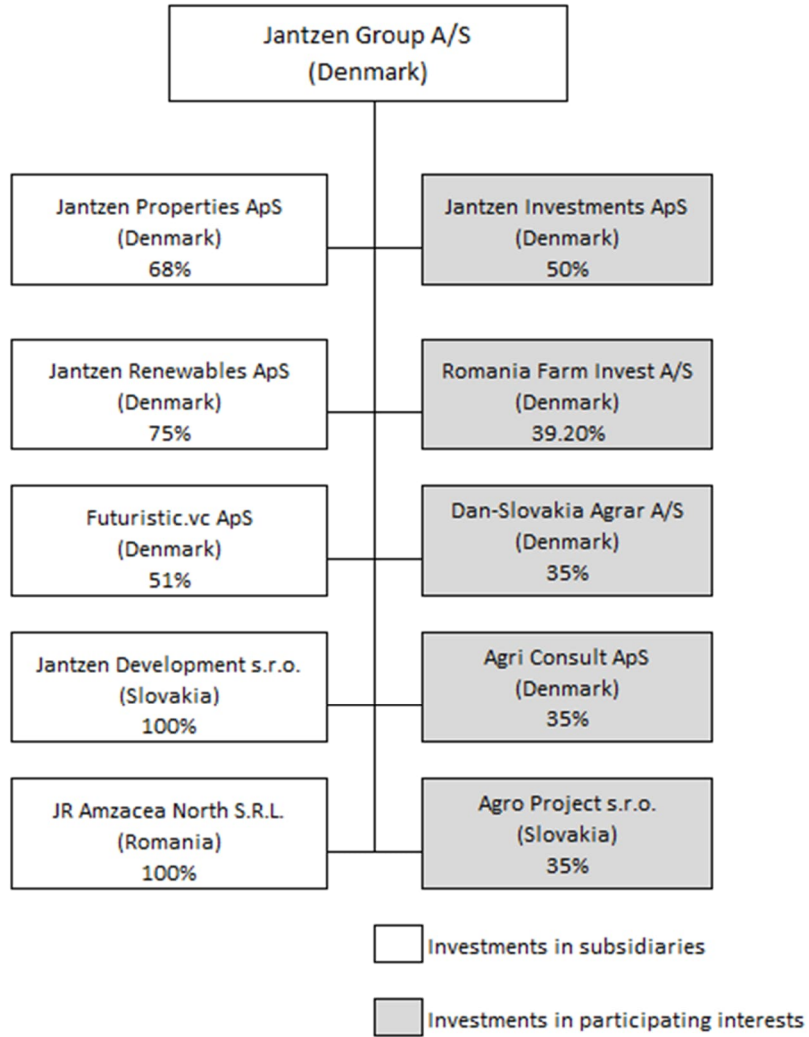 Jantzen Group A/S
(Denmark)
Jantzen Properties ApS
(Denmark)
68%
Jantzen Investments ApS
(Denmark)
50%
Jantzen Renewables ApS
(Denmark)
75%
Romania Farm Invest A/S
(Denmark)
39.20%
Futuristic.vc ApS
(Denmark)
51%
Dan-Slovakia Agrar A/S
(Denmark)
35%
Jantzen Development s.r.o.
(Slovakia)
100%
Agri Consult ApS
(Denmark)
35%
JR Amzacea North S.R.L.
(Romania)
100%
Agro Project s.r.o.
(Slovakia)
35%
Investments in subsidiaries
Investments in participating interests